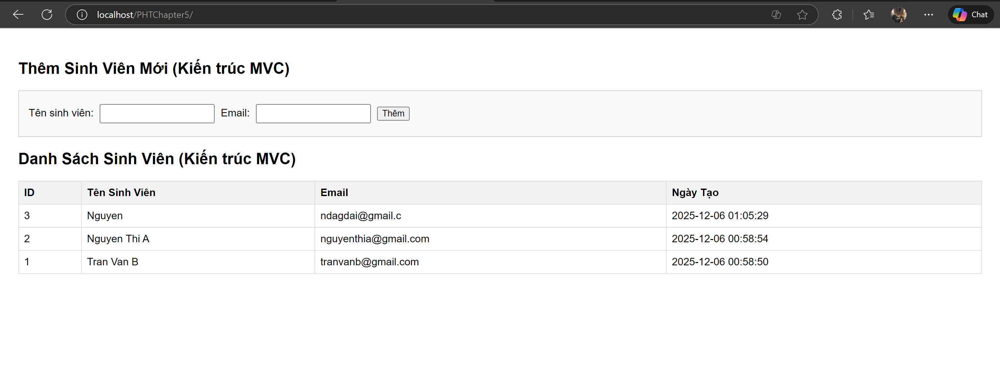 localhost/PHTChapter5/
Chat
Thêm Sinh Viên Mới (Kiến trúc MVC)
Tên sinh viên: Email: Thêm
Danh Sách Sinh Viên (Kiến trúc MVC)
ID Tên Sinh Viên Email Ngày Tạo
3 Nguyen ndagdai@gmail.c 2025-12-06 01:05:29
2 Nguyen Thi A nguyenthia@gmail.com 2025-12-06 00:58:54
1 Tran Van B tranvanb@gmail.com 2025-12-06 00:58:50